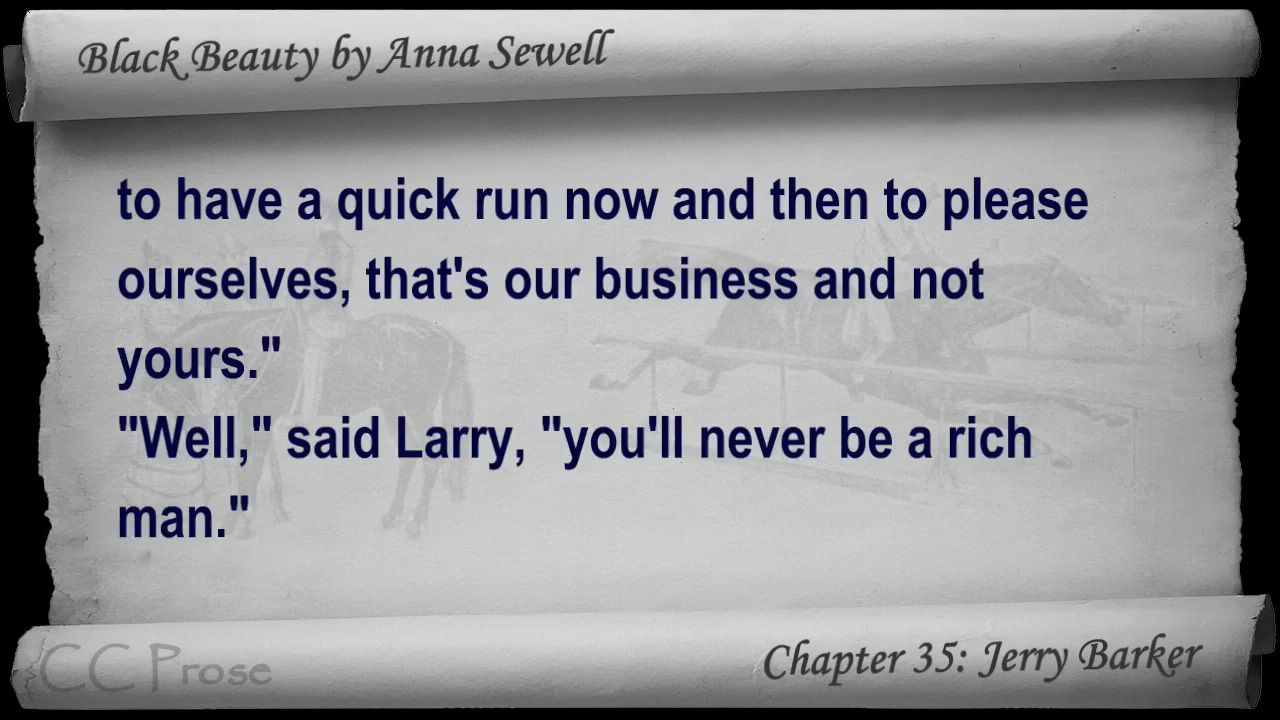 Black Beauty by Anna Sewell
to have a quick run now and then to please
ourselves, that's our business and not
yours."
"Well," said Larry, "you'll never be a rich
man."
CC Prose
Chapter 35: Jerry Barker